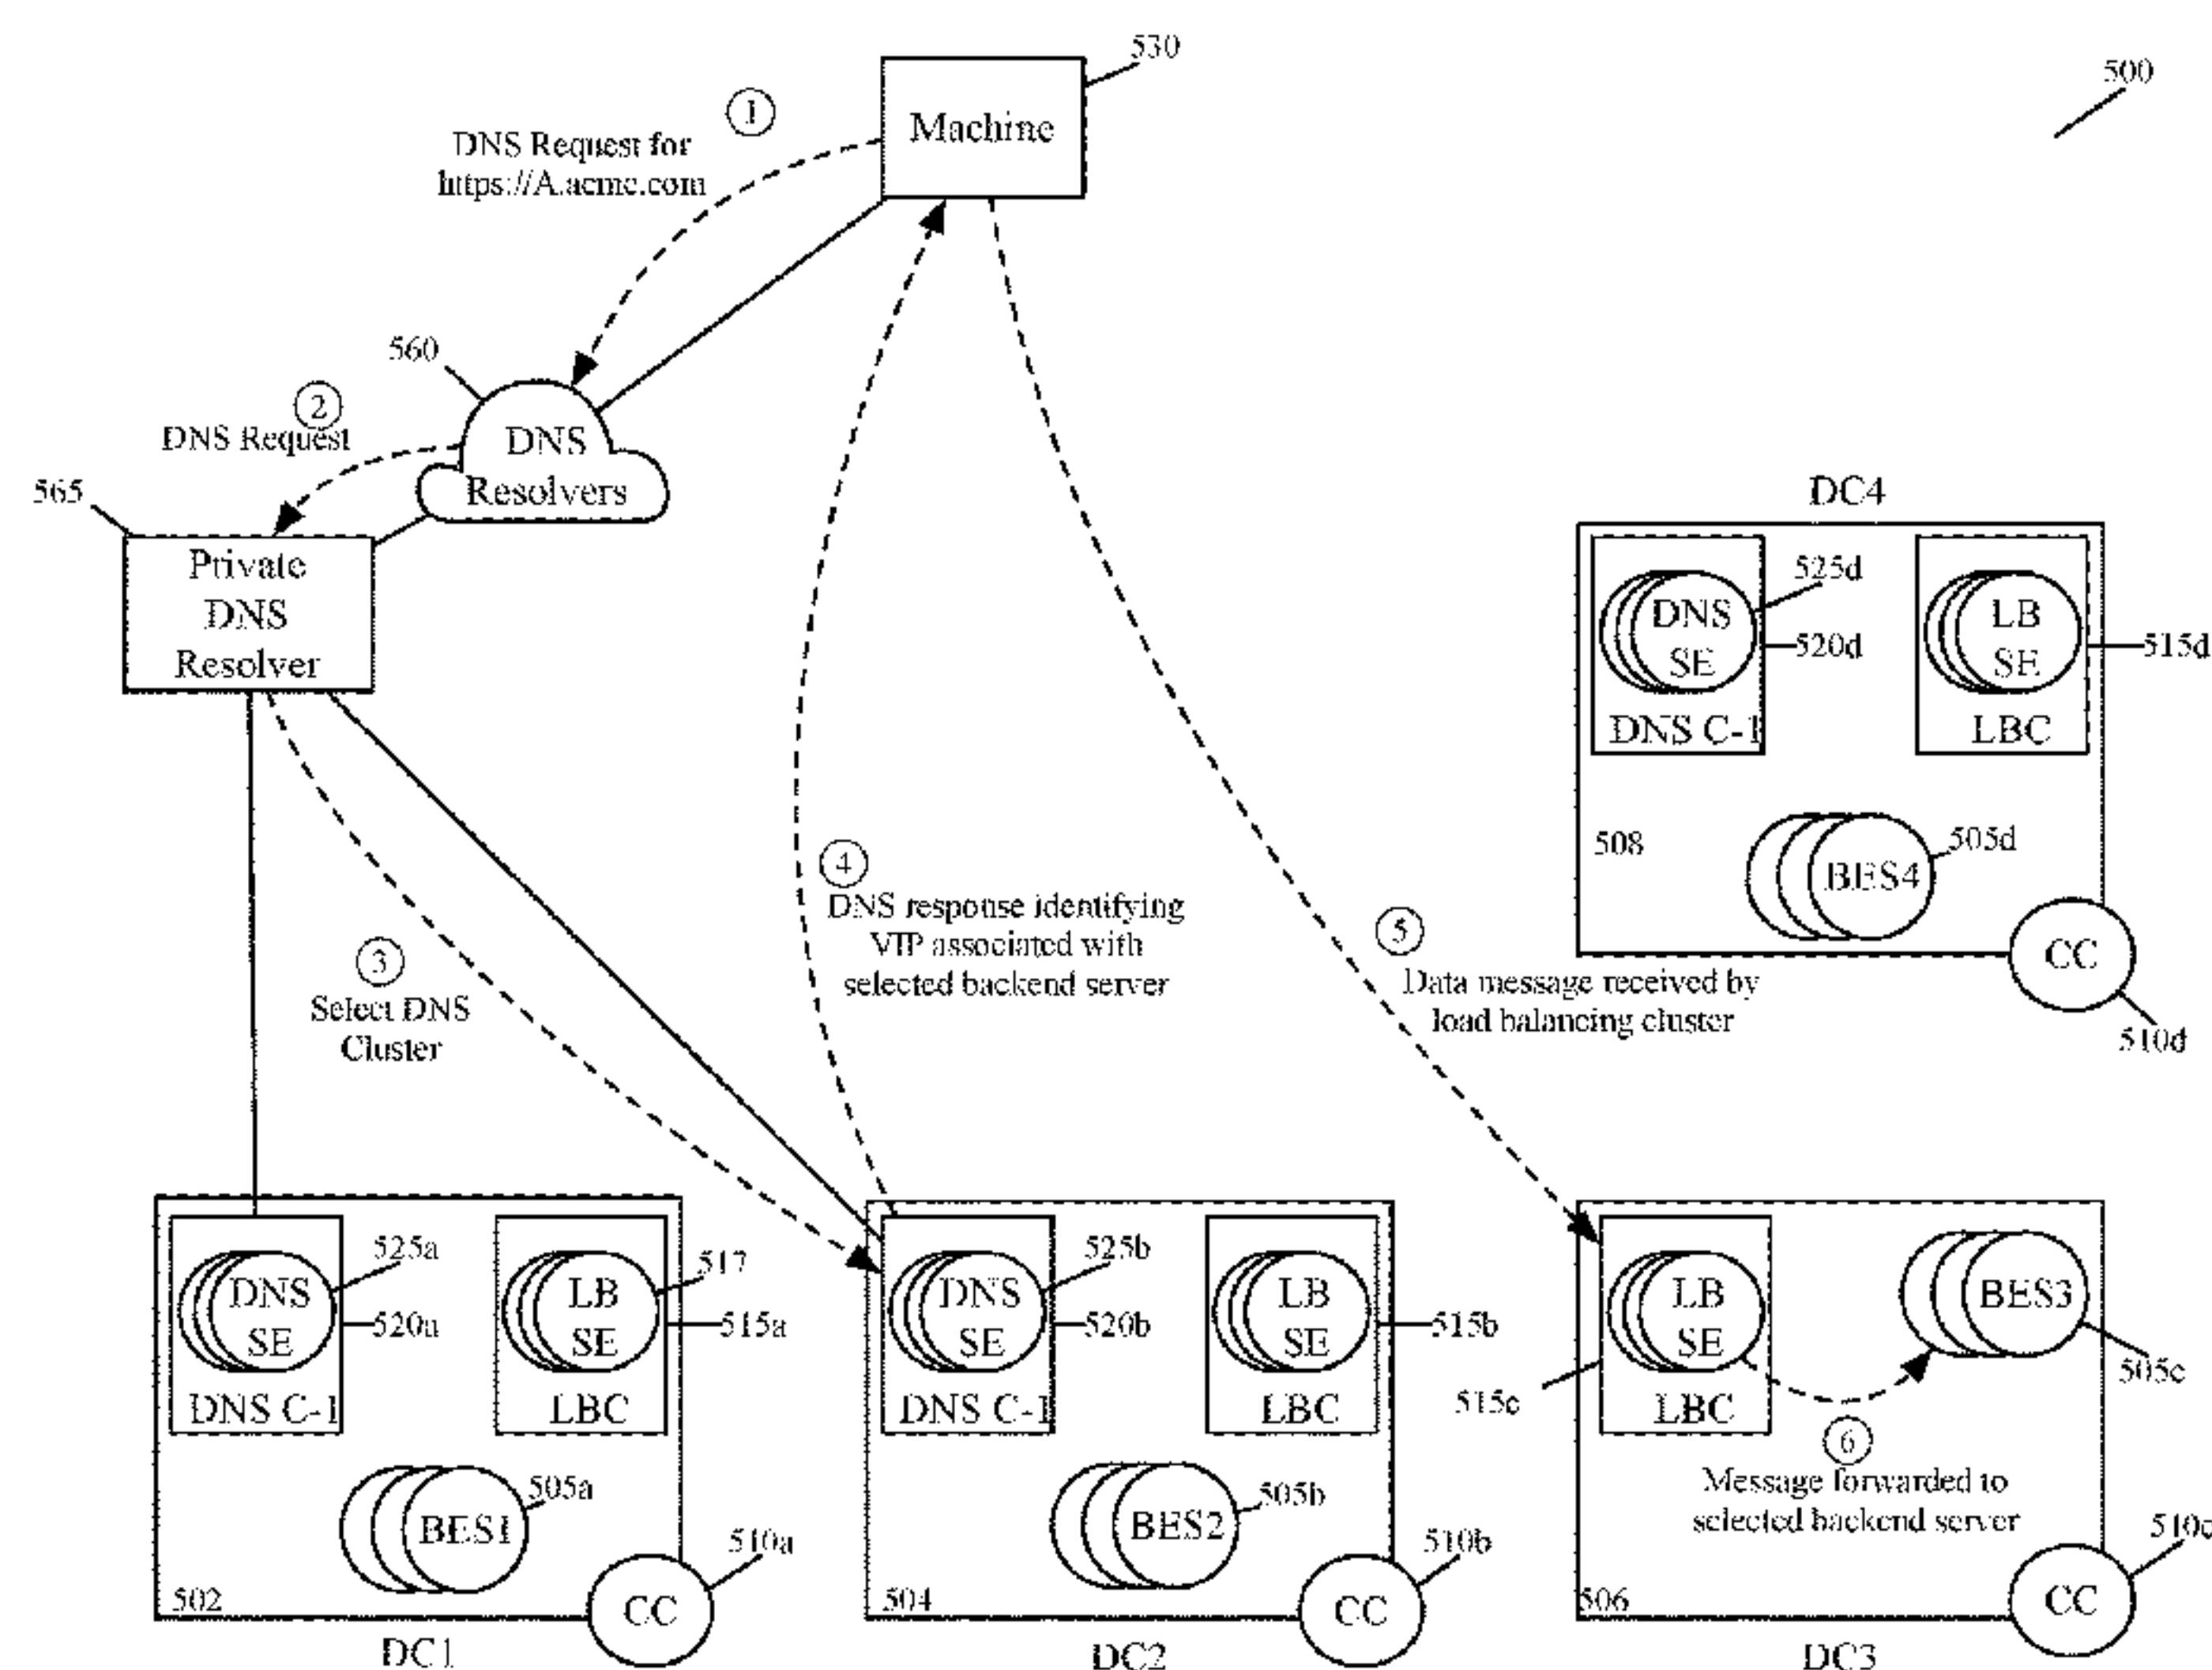 530
500
1
Machine
DNS Request for
https://A.acme.com
560
2
DNS Request
DNS
Resolvers
565
Private
DNS
Resolver
DC4
525d
DNS
SE
520d
LB
SE
515d
DNS C-1
LBC
508
505d
BES4
CC
510d
4
DNS response identifying
VIP associated with
selected backend server
5
Data message received by
load balancing cluster
3
Select DNS
Cluster
525a
DNS
SE
520a
DNS C-1
517
LB
SE
515a
LBC
505a
BES1
510a
502
CC
DC1
525b
DNS
SE
520b
DNS C-1
LB
SE
515b
LBC
505b
BES2
510b
504
CC
DC2
LB
SE
515c
LBC
BES3
505c
6
Message forwarded to
selected backend server
510c
506
CC
DC3